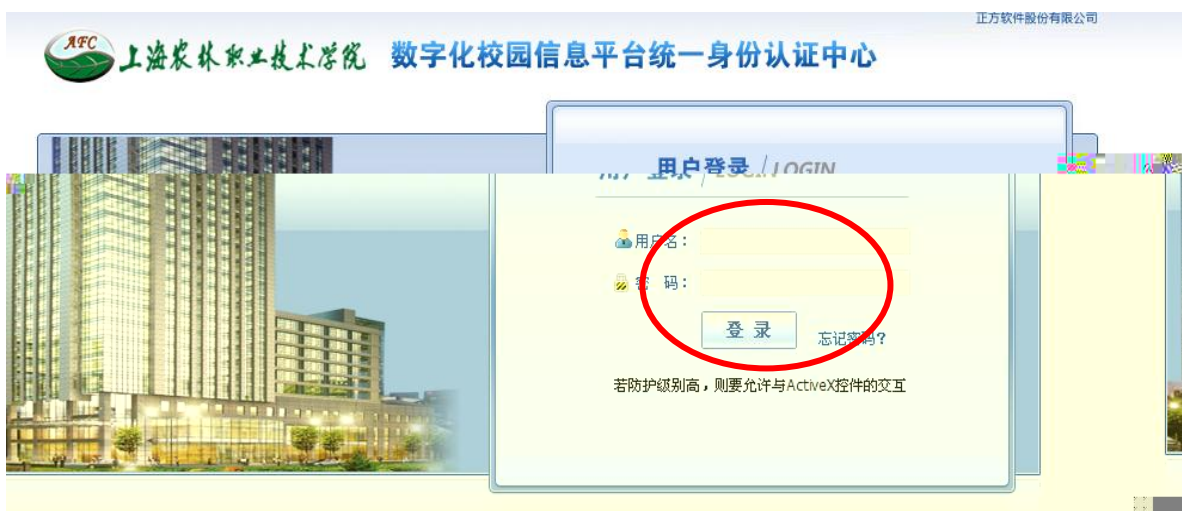 正方软件股份有限公司
AFC
上海农林职业技术学院 数字化校园信息平台统一身份认证中心
用户登录 / LOGIN
用户名:
密 码:
登 录
忘记密码?
若防护级别高,则要允许与ActiveX控件的交互